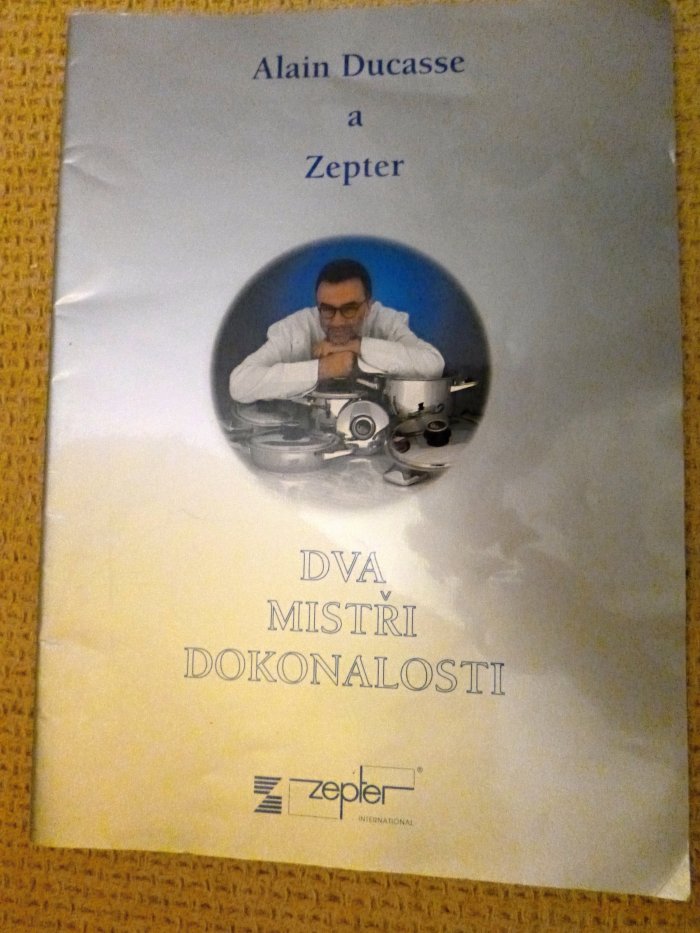 Alain Ducasse
a
Zepter
DVA
MISTŘI
DOKONALOSTI
zepter®
INTERNATIONAL